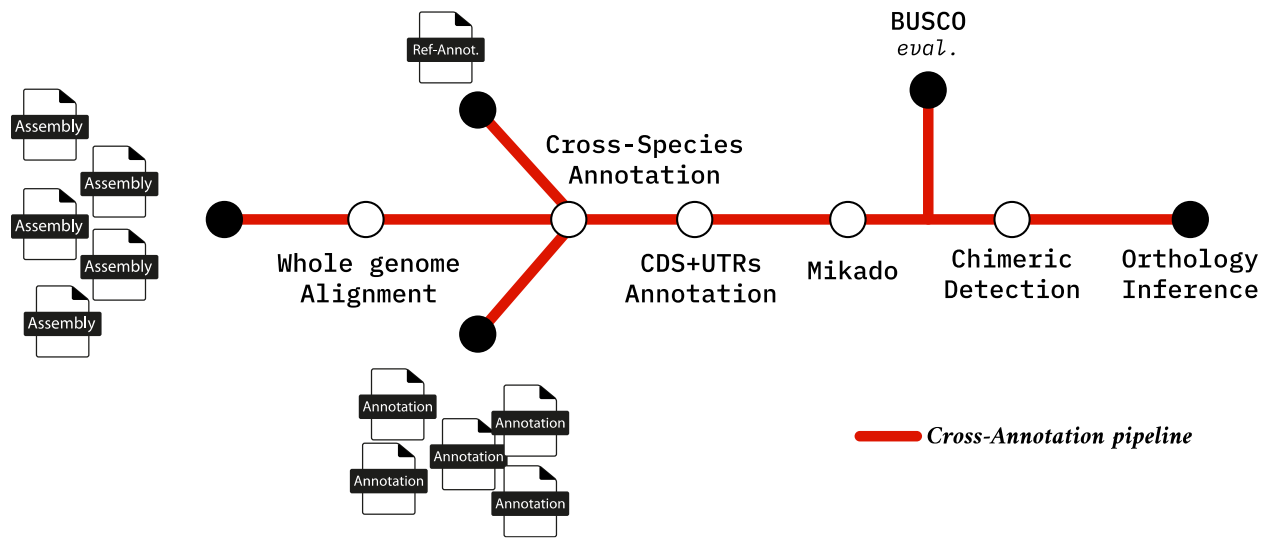 Ref-Annot.
BUSCO
eval.
Assembly
Assembly
Assembly
Assembly
Assembly
Cross-Species
Annotation
Whole genome
Alignment
CDS+UTRs
Annotation
Mikado
Chimeric
Detection
Orthology
Inference
Annotation
Annotation
Annotation
Annotation
Annotation
Cross-Annotation pipeline